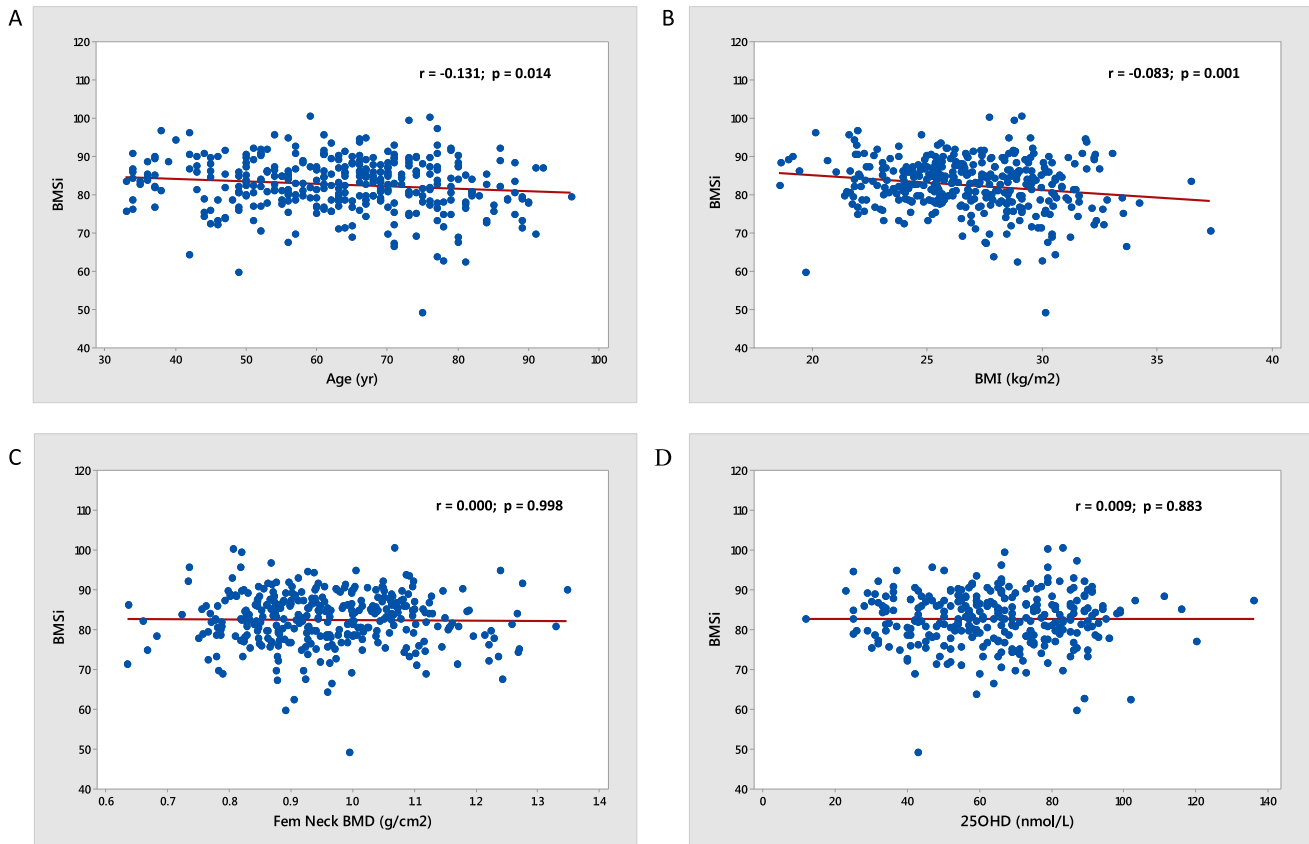 A
120
110
100
90
80
70
60
50
40
BMSi
r = -0.131;  p = 0.014
30 40 50 60 70 80 90 100
Age (yr)
B
120
110
100
90
80
70
60
50
40
BMSi
r = -0.083;  p = 0.001
20 25 30 35 40
BMI (kg/m2)
C
120
110
100
90
80
70
60
50
40
BMSi
r = 0.000;  p = 0.998
0.6 0.7 0.8 0.9 1.0 1.1 1.2 1.3 1.4
Fem Neck BMD (g/cm2)
D
120
110
100
90
80
70
60
50
40
BMSi
r = 0.009;  p = 0.883
0 20 40 60 80 100 120 140
25OHD (nmol/L)